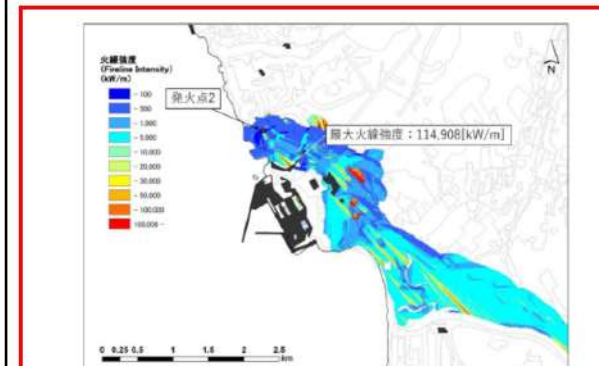 火線強度
(Fireline Intensity)
(kW/m)
- 100
- 500
- 1,000
- 5,000
- 10,000
- 20,000
- 30,000
- 50,000
- 100,000
100,000 -
発火点2
最大火線強度：114,908[kW/m]
N
0 0.25 0.5 1 1.5 2 2.5
km